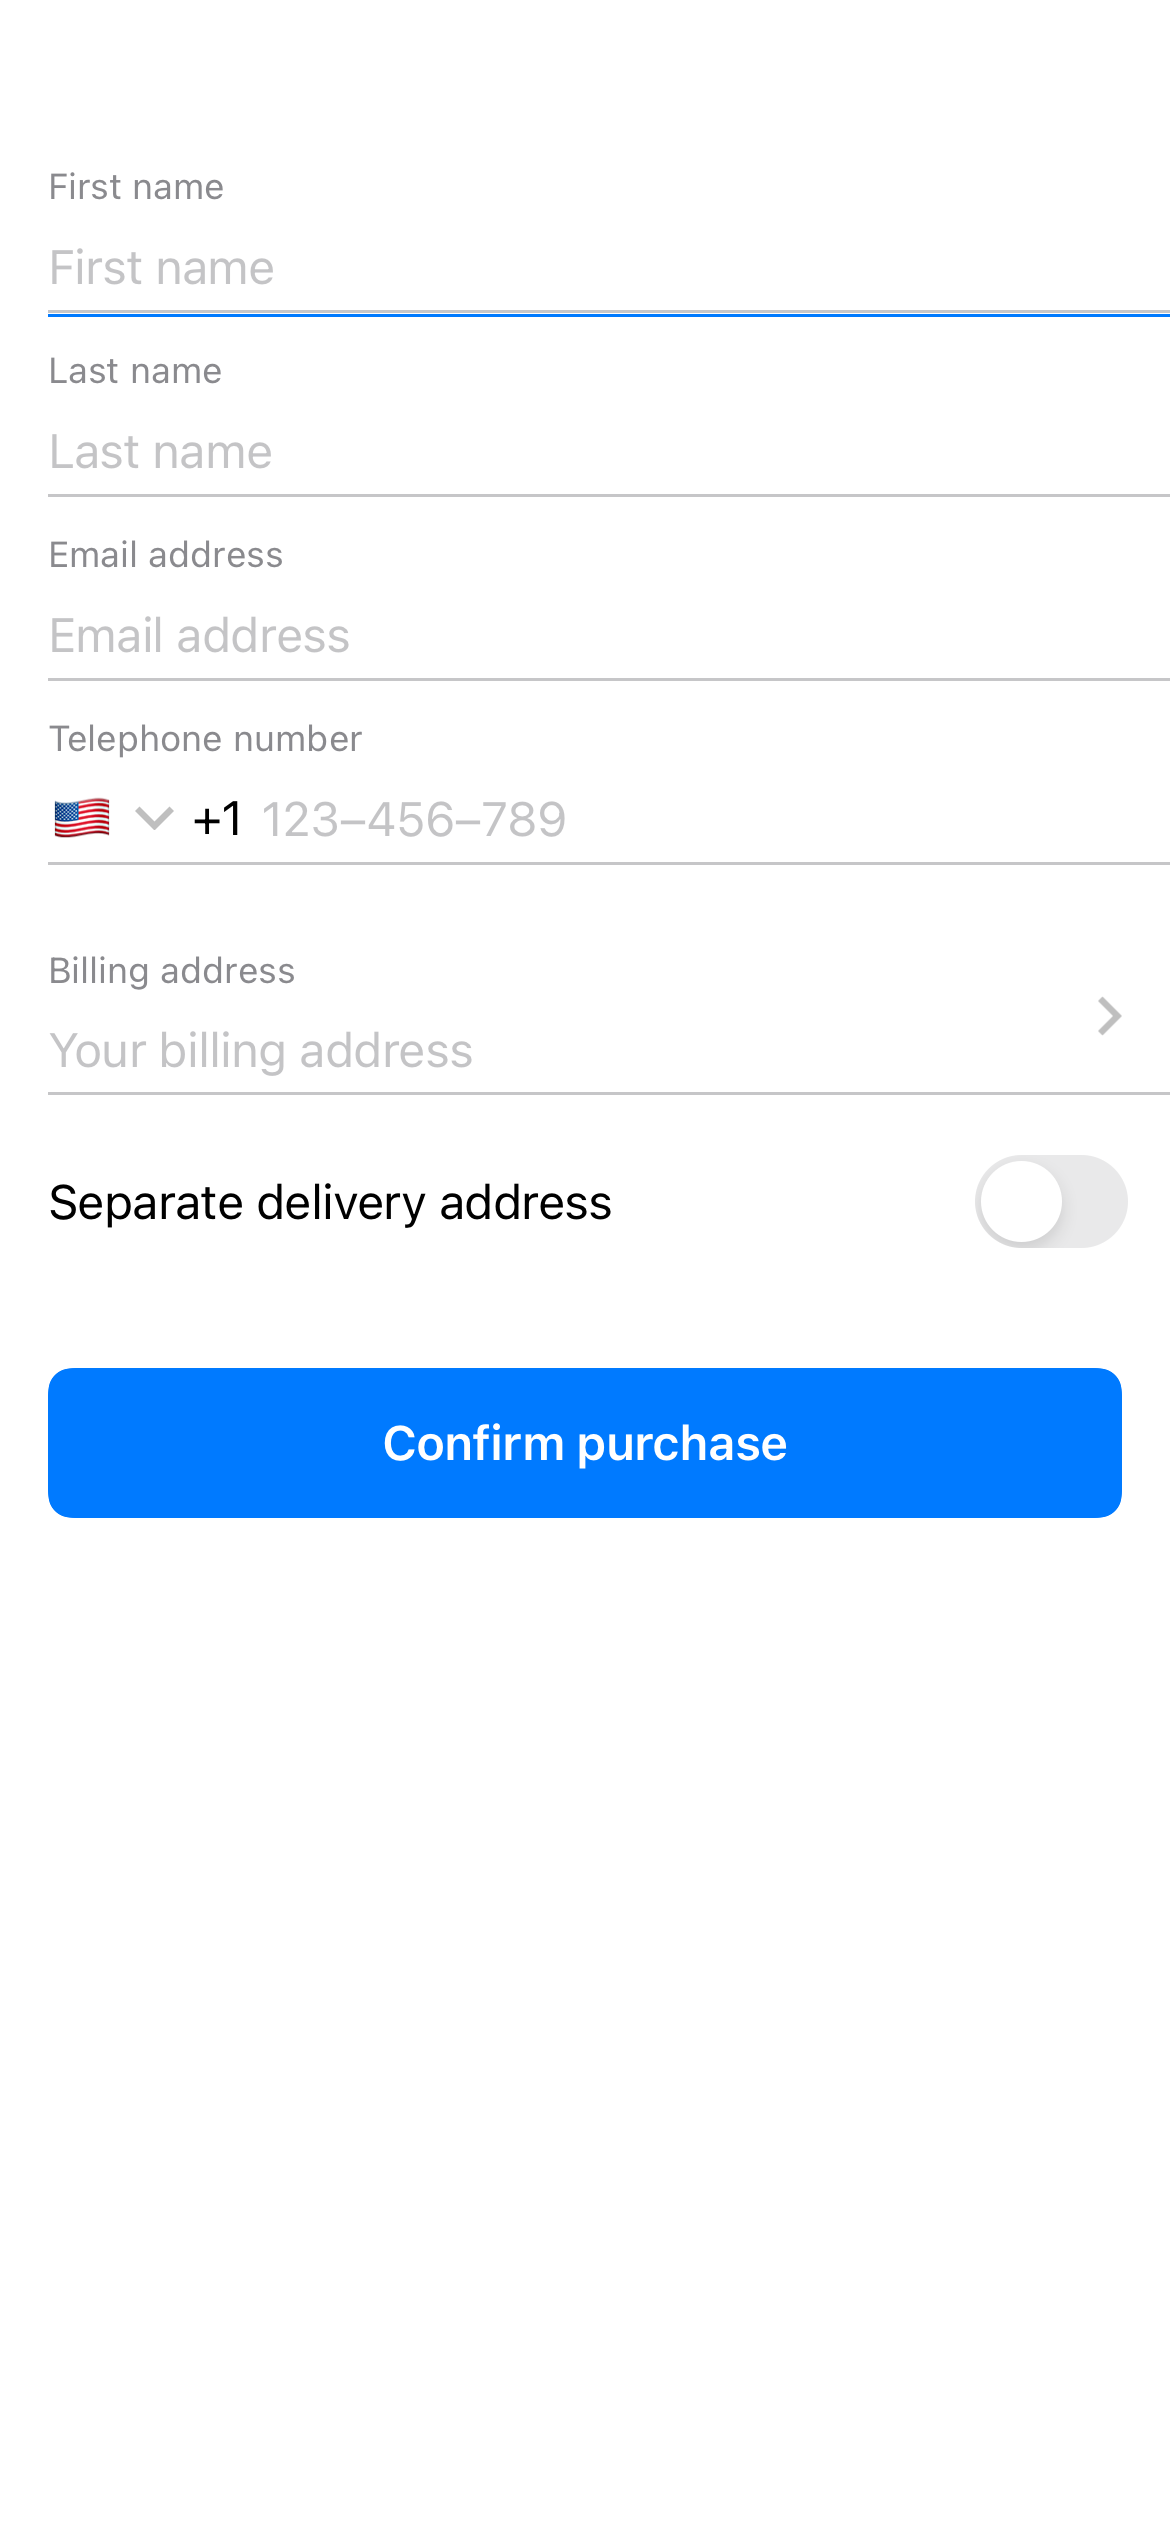 First name
First name
Last name
Last name
Email address
Email address
Telephone number
+1 123–456–789
Billing address
Your billing address
Separate delivery address
Confirm purchase